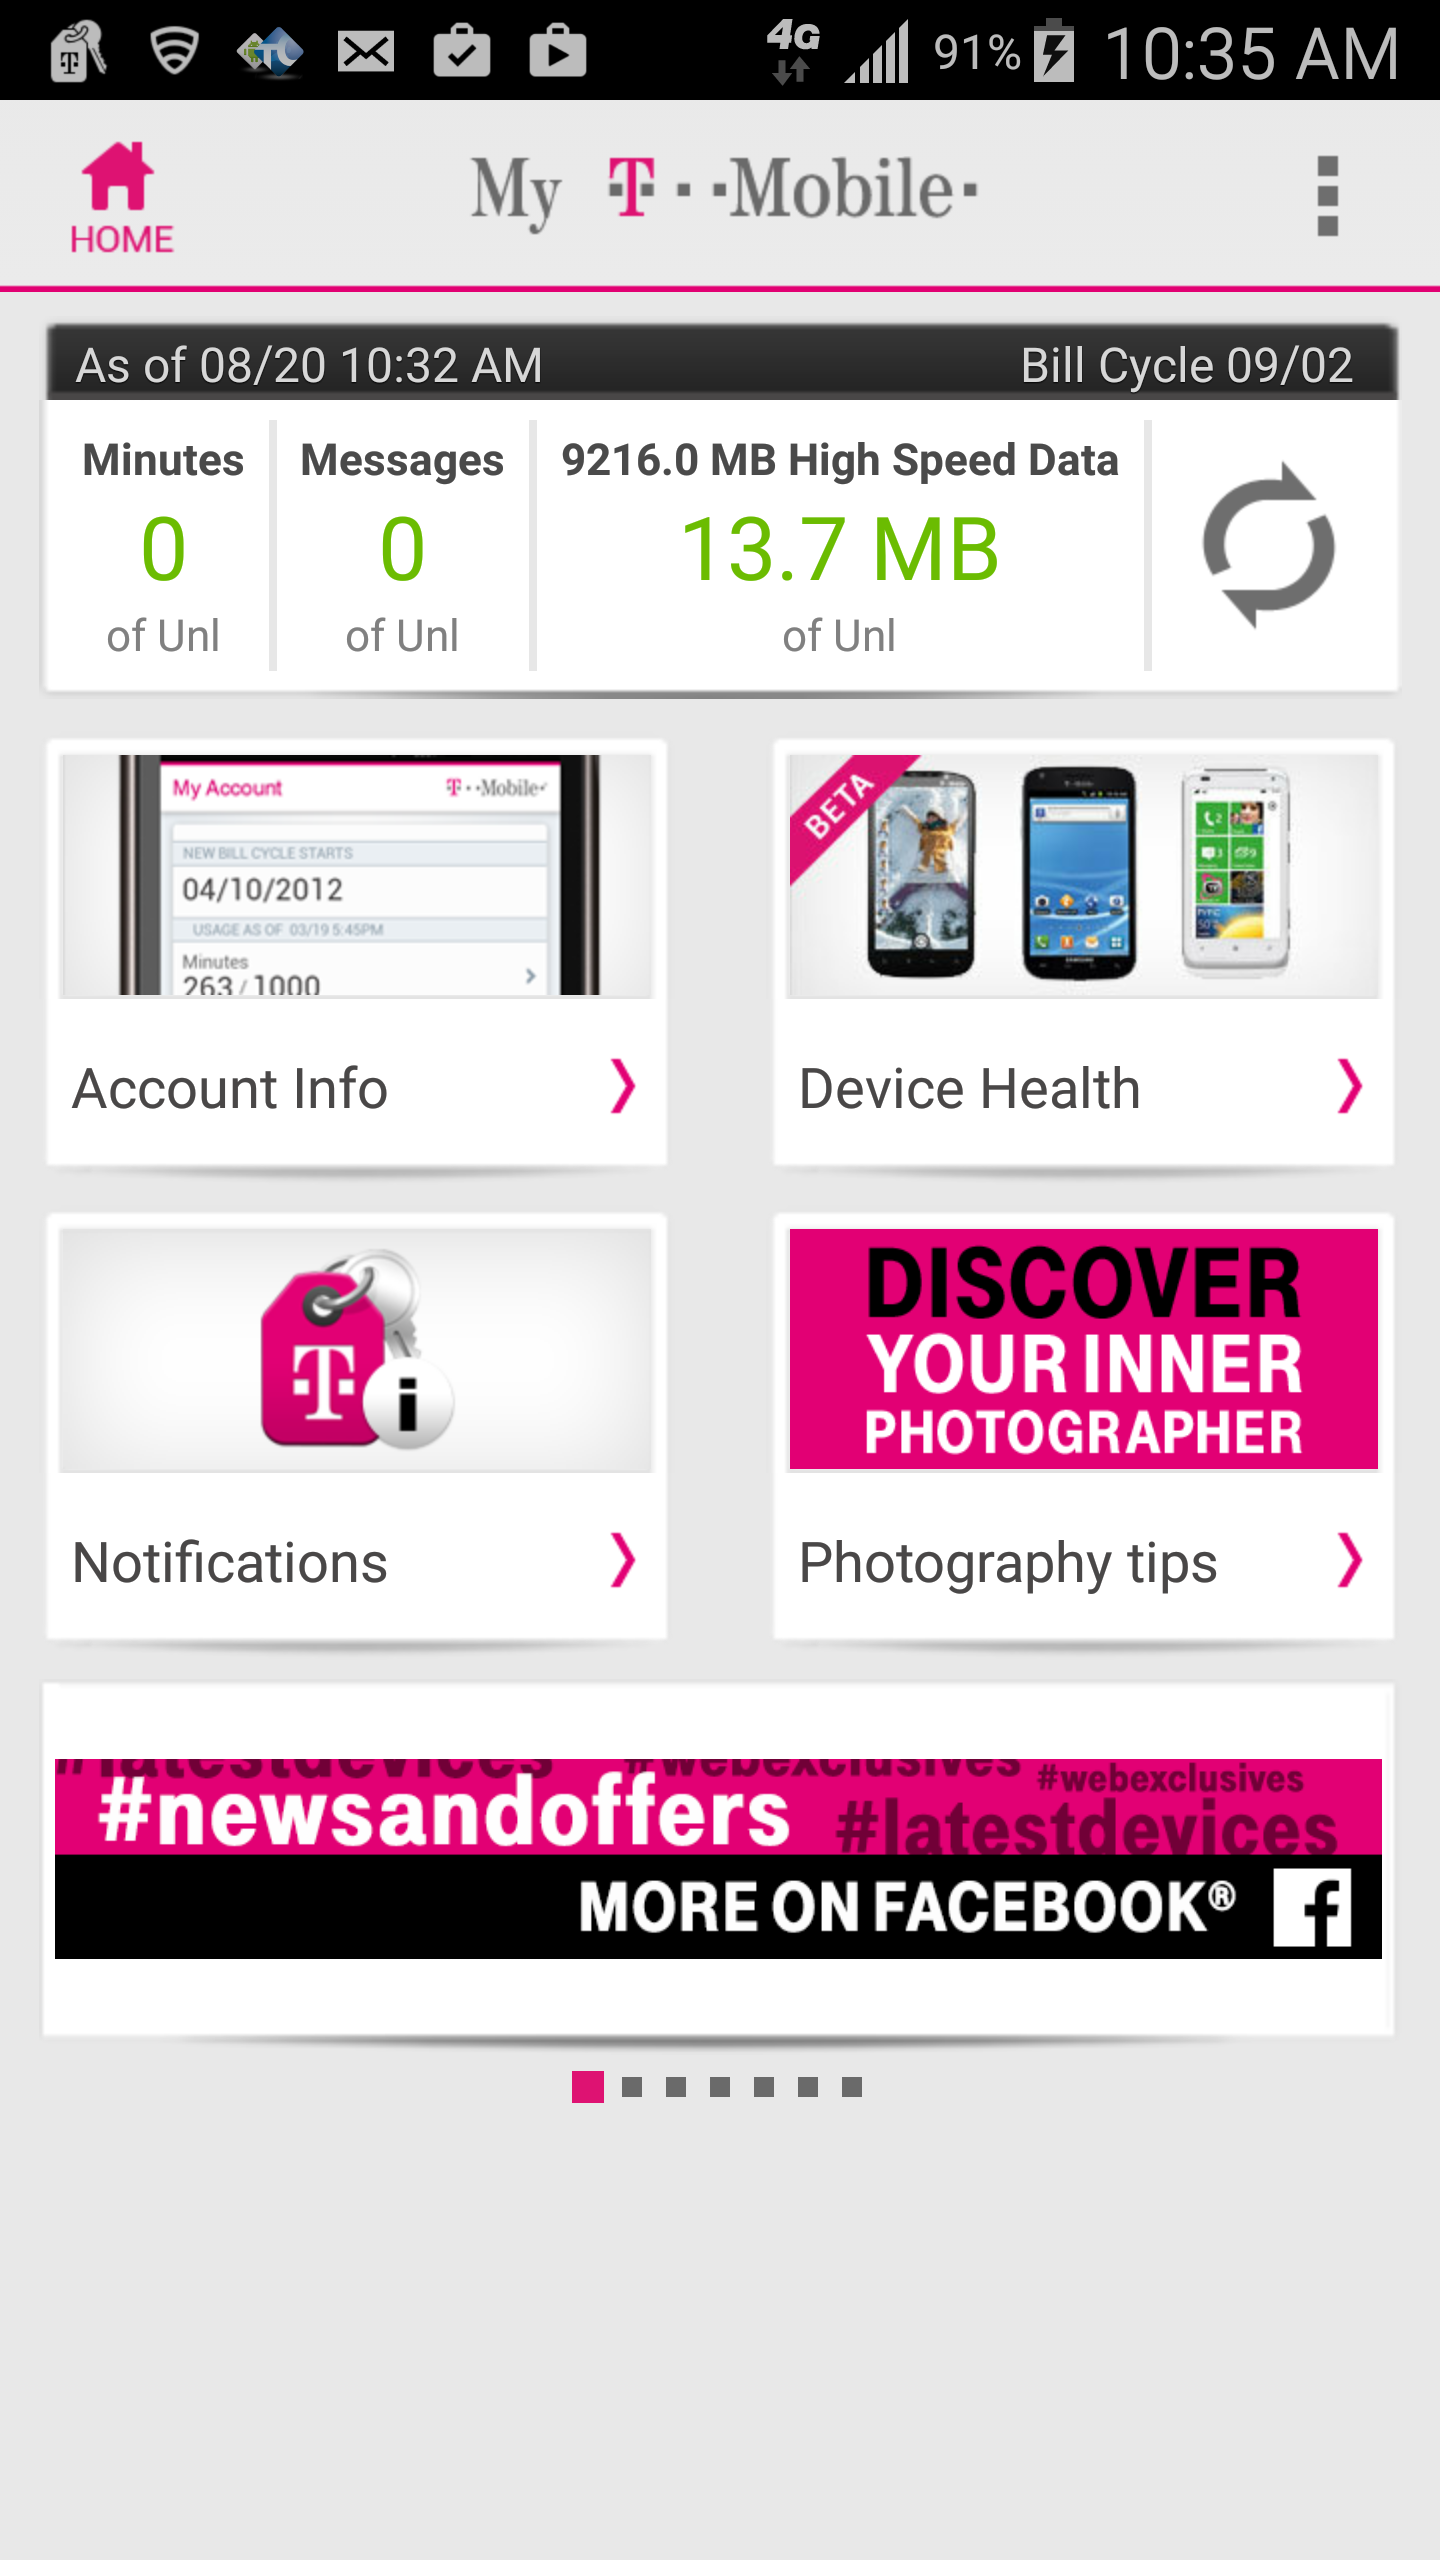 4G 91% 10:35 AM
HOME
My T··Mobile·
As of 08/20 10:32 AM Bill Cycle 09/02
Minutes Messages 9216.0 MB High Speed Data
0 0 13.7 MB
of Unl of Unl of Unl
My Account T··Mobile·
NEW BILL CYCLE STARTS
04/10/2012
USAGE AS OF 03/19 5:45PM
Minutes
263 / 1000
BETA
Account Info
Device Health
T i
DISCOVER
YOUR INNER
PHOTOGRAPHER
Notifications
Photography tips
#latestdevices #webexclusives #webexclusives
#newsandoffers #latestdevices
MORE ON FACEBOOK® f